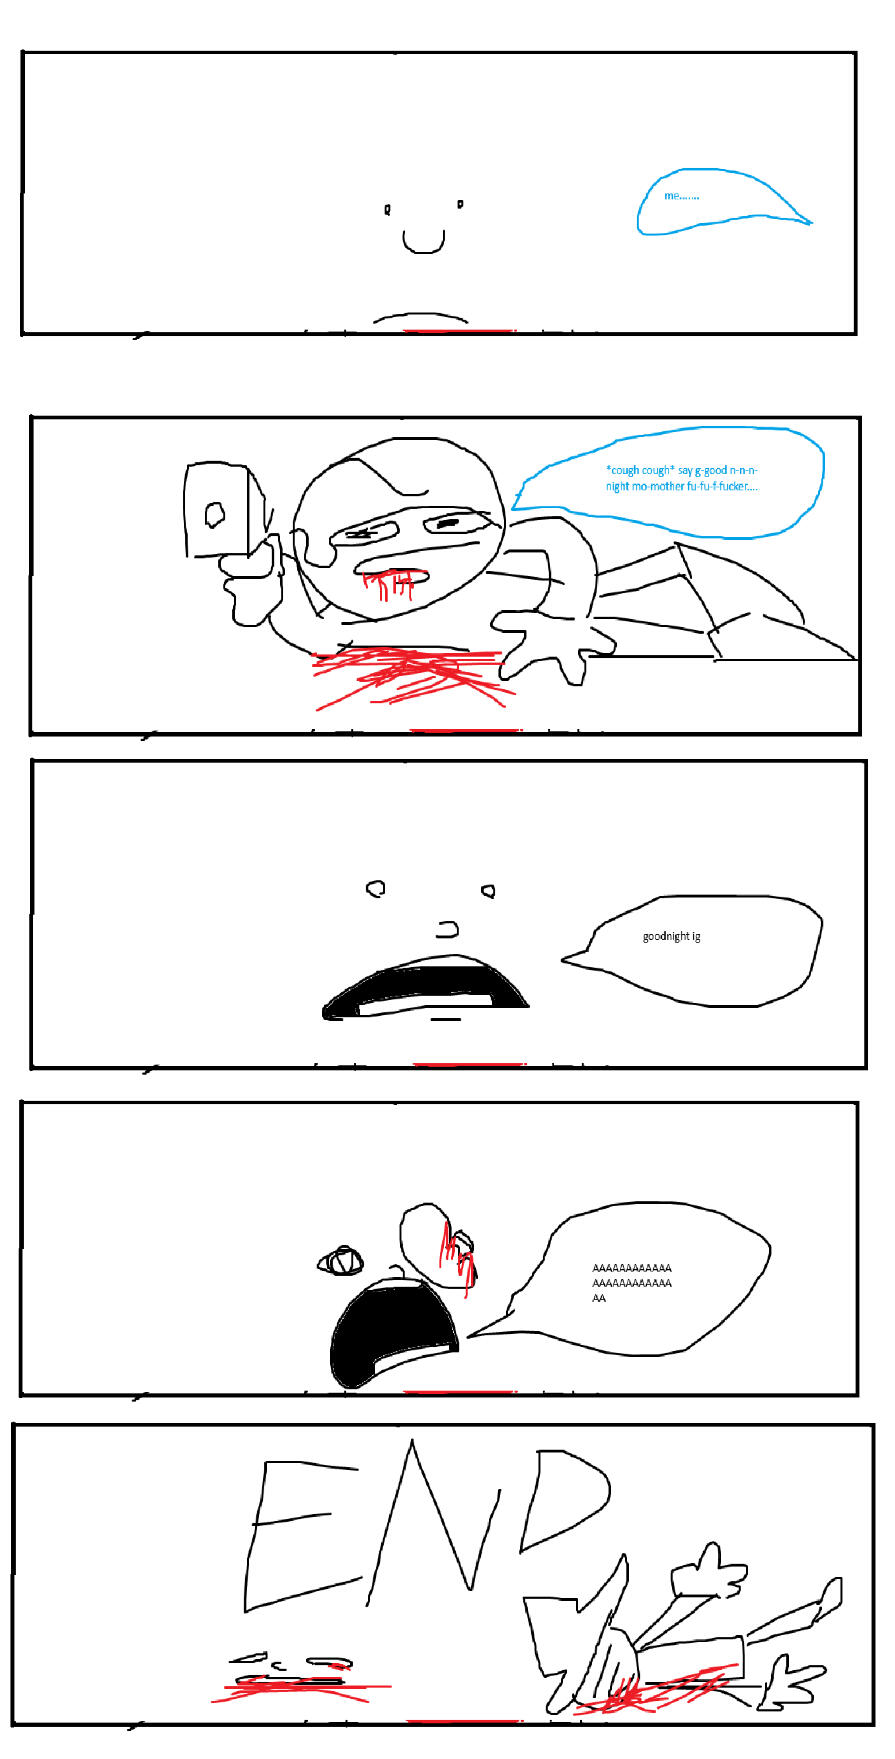 me.......
*cough cough* say g-good n-n-n-
night mo-mother fu-fu-f-fucker....
goodnight ig
AAAAAAAAAAAA
AAAAAAAAAAAA
AA
END